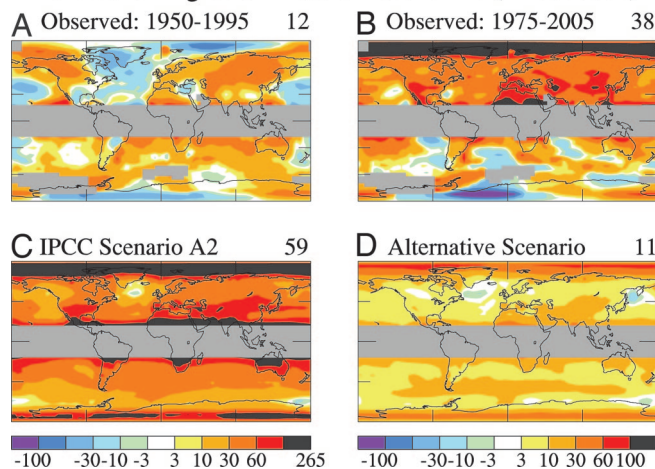 A Observed: 1950-1995 12
B Observed: 1975-2005 38
C IPCC Scenario A2 59
D Alternative Scenario 11
-100 -30 -10 -3 3 10 30 60 265
-100 -30 -10 -3 3 10 30 60 100